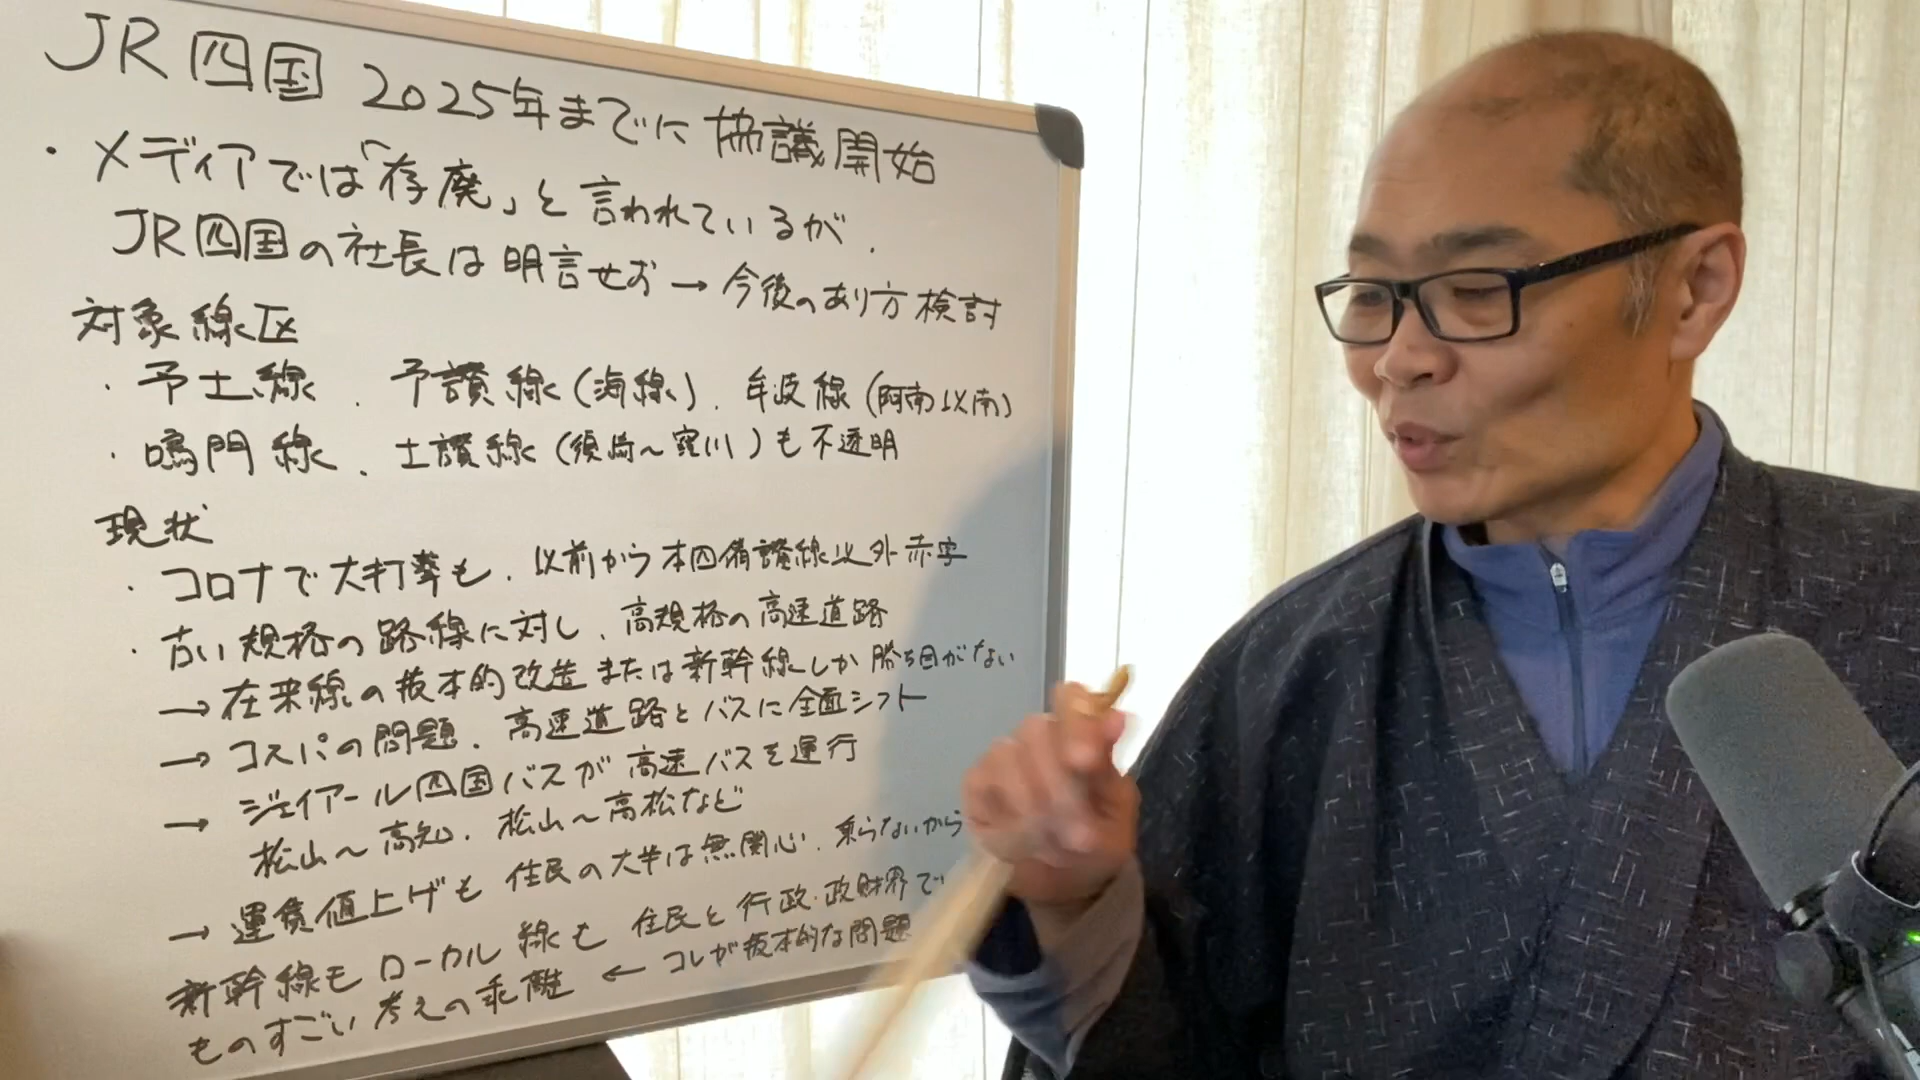 JR四国 2025年までに協議開始
・メディアでは「存廃」と言われているが、
JR四国の社長は明言せず→今後のあり方検討
対象線区
・予土線、予讃線(海線)、牟岐線(阿南以南)
・鳴門線、土讃線(須崎〜窪川)も不透明
現状
・コロナで大打撃も、以前から本四備讃線以外赤字
・古い規格の路線に対し、高規格の高速道路
→在来線の抜本的改造または新幹線しか勝ち目がない
→コスパの問題、高速道路とバスに全面シフト
→ジェイアール四国バスが高速バスを運行
松山〜高知、松山〜高松など
→運賃値上げも住民の大半は無関心、乗らないから
新幹線もローカル線も住民と行政・政財界で
ものすごい考えの乖離←コレが抜本的な問題